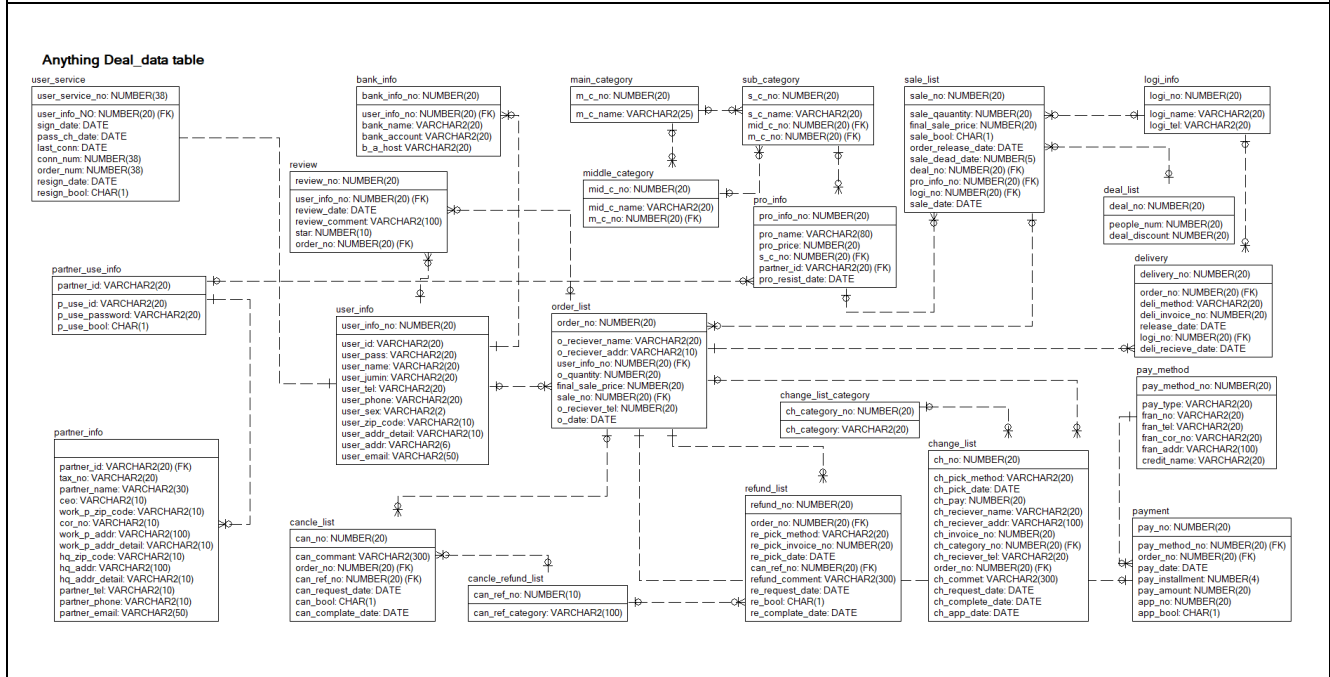 Anything Deal_data table
user_service
user_service_no: NUMBER(38)
user_info_NO: NUMBER(20) (FK)
sign_date: DATE
pass_ch_date: DATE
last_conn: DATE
conn_num: NUMBER(38)
order_num: NUMBER(38)
resign_date: DATE
resign_bool: CHAR(1)
bank_info
bank_info_no: NUMBER(20)
user_info_no: NUMBER(20) (FK)
bank_name: VARCHAR2(20)
bank_account: VARCHAR2(20)
b_a_host: VARCHAR2(20)
main_category
m_c_no: NUMBER(20)
m_c_name: VARCHAR2(25)
sub_category
s_c_no: NUMBER(20)
s_c_name: VARCHAR2(20)
mid_c_no: NUMBER(20) (FK)
m_c_no: NUMBER(20) (FK)
sale_list
sale_no: NUMBER(20)
sale_qauantity: NUMBER(20)
final_sale_price: NUMBER(20)
sale_bool: CHAR(1)
order_release_date: DATE
sale_dead_date: NUMBER(5)
deal_no: NUMBER(20) (FK)
pro_info_no: NUMBER(20) (FK)
logi_no: NUMBER(20) (FK)
sale_date: DATE
logi_info
logi_no: NUMBER(20)
logi_name: VARCHAR2(20)
logi_tel: VARCHAR2(20)
review
review_no: NUMBER(20)
user_info_no: NUMBER(20) (FK)
review_date: DATE
review_comment: VARCHAR2(100)
star: NUMBER(10)
order_no: NUMBER(20) (FK)
middle_category
mid_c_no: NUMBER(20)
mid_c_name: VARCHAR2(20)
m_c_no: NUMBER(20) (FK)
pro_info
pro_info_no: NUMBER(20)
pro_name: VARCHAR2(80)
pro_price: NUMBER(20)
s_c_no: NUMBER(20) (FK)
partner_id: VARCHAR2(20) (FK)
pro_resist_date: DATE
deal_list
deal_no: NUMBER(20)
people_num: NUMBER(20)
deal_discount: NUMBER(20)
partner_use_info
partner_id: VARCHAR2(20)
p_use_id: VARCHAR2(20)
p_use_password: VARCHAR2(20)
p_use_bool: CHAR(1)
delivery
delivery_no: NUMBER(20)
order_no: NUMBER(20) (FK)
deli_method: VARCHAR2(20)
deli_invoice_no: NUMBER(20)
release_date: DATE
logi_no: NUMBER(20) (FK)
deli_recieve_date: DATE
user_info
user_info_no: NUMBER(20)
user_id: VARCHAR2(20)
user_pass: VARCHAR2(20)
user_name: VARCHAR2(20)
user_jumin: VARCHAR2(20)
user_tel: VARCHAR2(20)
user_phone: VARCHAR2(20)
user_sex: VARCHAR2(2)
user_zip_code: VARCHAR2(10)
user_addr_detail: VARCHAR2(10)
user_addr: VARCHAR2(6)
user_email: VARCHAR2(50)
order_list
order_no: NUMBER(20)
o_reciever_name: VARCHAR2(20)
o_reciever_addr: VARCHAR2(10)
user_info_no: NUMBER(20) (FK)
o_quantity: NUMBER(20)
final_sale_price: NUMBER(20)
sale_no: NUMBER(20) (FK)
o_reciever_tel: NUMBER(20)
o_date: DATE
change_list_category
ch_category_no: NUMBER(20)
ch_category: VARCHAR2(20)
pay_method
pay_method_no: NUMBER(20)
pay_type: VARCHAR2(20)
fran_no: VARCHAR2(20)
fran_tel: VARCHAR2(20)
fran_cor_no: VARCHAR2(20)
fran_addr: VARCHAR2(100)
credit_name: VARCHAR2(20)
partner_info
partner_id: VARCHAR2(20) (FK)
tax_no: VARCHAR2(20)
partner_name: VARCHAR2(30)
ceo: VARCHAR2(10)
work_p_zip_code: VARCHAR2(10)
cor_no: VARCHAR2(10)
work_p_addr: VARCHAR2(100)
work_p_addr_detail: VARCHAR2(10)
hq_zip_code: VARCHAR2(10)
hq_addr: VARCHAR2(100)
hq_addr_detail: VARCHAR2(10)
partner_tel: VARCHAR2(10)
partner_phone: VARCHAR2(10)
partner_email: VARCHAR2(50)
change_list
ch_no: NUMBER(20)
ch_pick_method: VARCHAR2(20)
ch_pick_date: DATE
ch_pay: NUMBER(20)
ch_reciever_name: VARCHAR2(20)
ch_reciever_addr: VARCHAR2(100)
ch_invoice_no: NUMBER(20)
ch_category_no: NUMBER(20) (FK)
ch_reciever_tel: VARCHAR2(20)
order_no: NUMBER(20) (FK)
ch_commet: VARCHAR2(300)
ch_request_date: DATE
ch_complete_date: DATE
ch_app_date: DATE
cancle_list
can_no: NUMBER(20)
can_commant: VARCHAR2(300)
order_no: NUMBER(20) (FK)
can_ref_no: NUMBER(20) (FK)
can_request_date: DATE
can_bool: CHAR(1)
can_complate_date: DATE
cancle_refund_list
can_ref_no: NUMBER(10)
can_ref_category: VARCHAR2(100)
refund_list
refund_no: NUMBER(20)
order_no: NUMBER(20) (FK)
re_pick_method: VARCHAR2(20)
re_pick_invoice_no: NUMBER(20)
re_pick_date: DATE
can_ref_no: NUMBER(20) (FK)
refund_comment: VARCHAR2(300)
re_request_date: DATE
re_bool: CHAR(1)
re_complate_date: DATE
payment
pay_no: NUMBER(20)
pay_method_no: NUMBER(20) (FK)
order_no: NUMBER(20) (FK)
pay_date: DATE
pay_installment: NUMBER(4)
pay_amount: NUMBER(20)
app_no: NUMBER(20)
app_bool: CHAR(1)